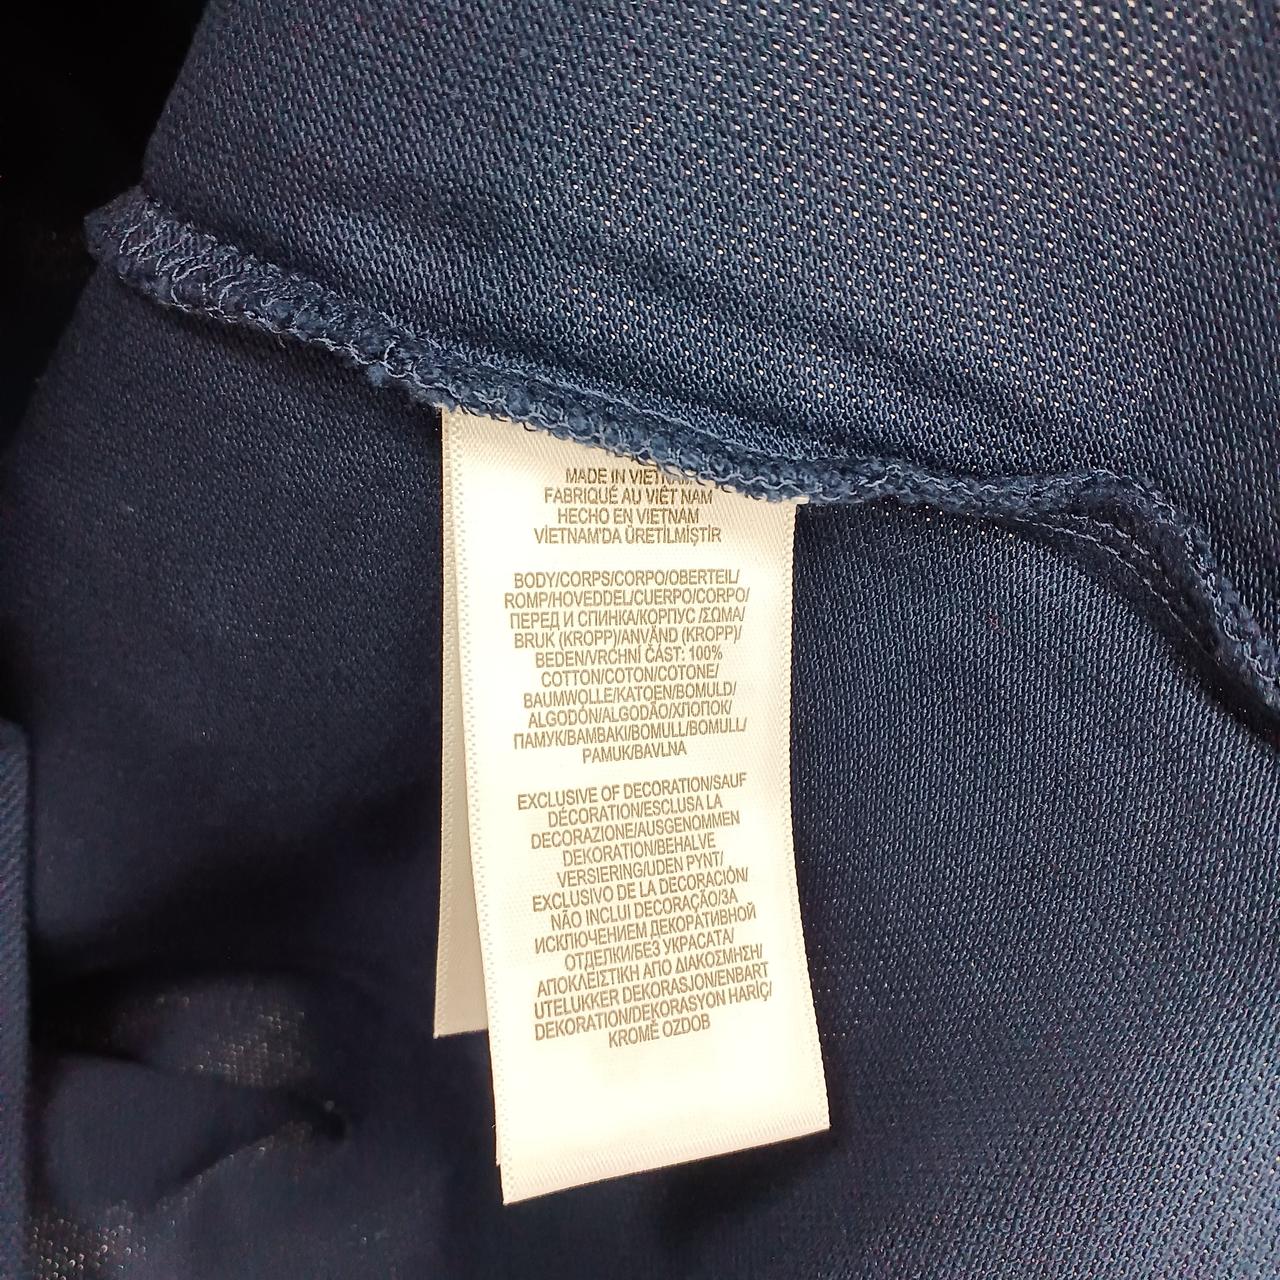 MADE IN VIETNAM
FABRIQUÉ AU VIÊT NAM
HECHO EN VIETNAM
VİETNAM'DA ÜRETİLMİŞTİR
BODY/CORPS/CORPO/OBERTEIL/
ROMP/HOVEDDEL/CUERPO/CORPO/
ПЕРЕД И СПИНКА/КОРПУС /ΣΩΜΑ/
BRUK (KROPP)/ANVÄND (KROPP)/
BEDEN/VRCHNÍ ČÁST: 100%
COTTON/COTON/COTONE/
BAUMWOLLE/KATOEN/BOMULD/
ALGODÓN/ALGODÃO/ХЛОПОК/
ПАМУК/ΒΑΜΒΑΚΙ/BOMULL/BOMULL/
PAMUK/BAVLNA
EXCLUSIVE OF DECORATION/SAUF
DÉCORATION/ESCLUSA LA
DECORAZIONE/AUSGENOMMEN
DEKORATION/BEHALVE
VERSIERING/UDEN PYNT/
EXCLUSIVO DE LA DECORACIÓN/
NÃO INCLUI DECORAÇÃO/ЗА
ИСКЛЮЧЕНИЕМ ДЕКОРАТИВНОЙ
ОТДЕЛКИ/БЕЗ УКРАСАТА/
ΑΠΟΚΛΕΙΣΤΙΚΗ ΑΠΟ ΔΙΑΚΟΣΜΗΣΗ/
UTELUKKER DEKORASJON/ENBART
DEKORATION/DEKORASYON HARİÇ/
KROMĚ OZDOB